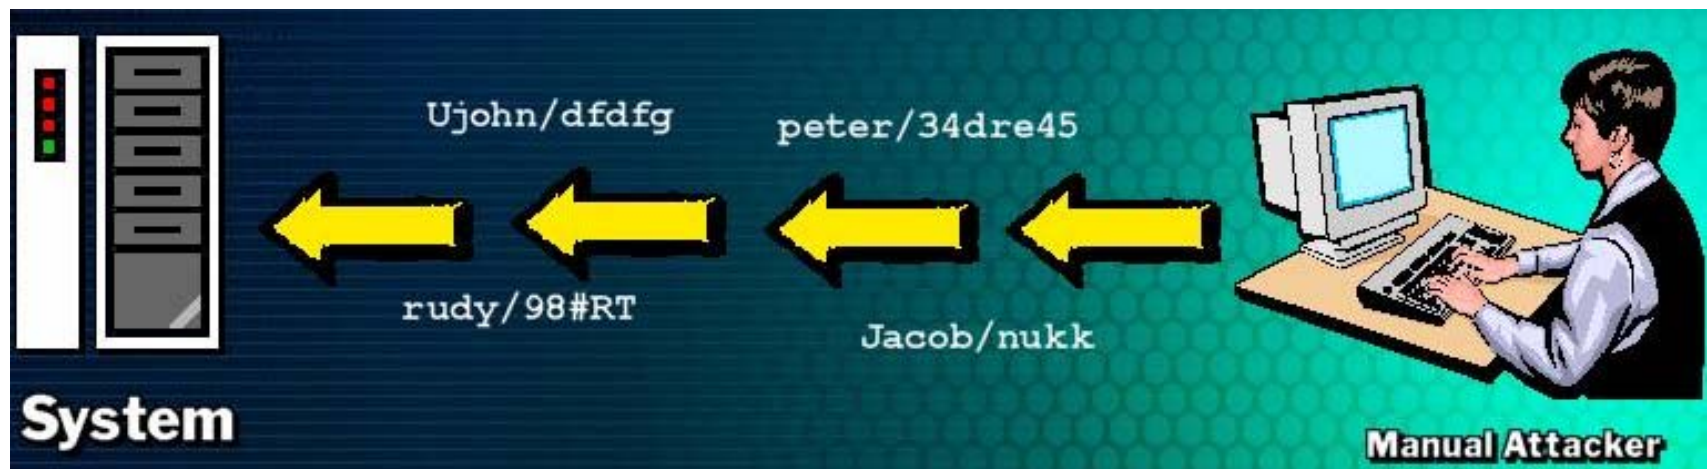 Ujohn/dfdfg
peter/34dre45
rudy/98#RT
Jacob/nukk
System
Manual Attacker